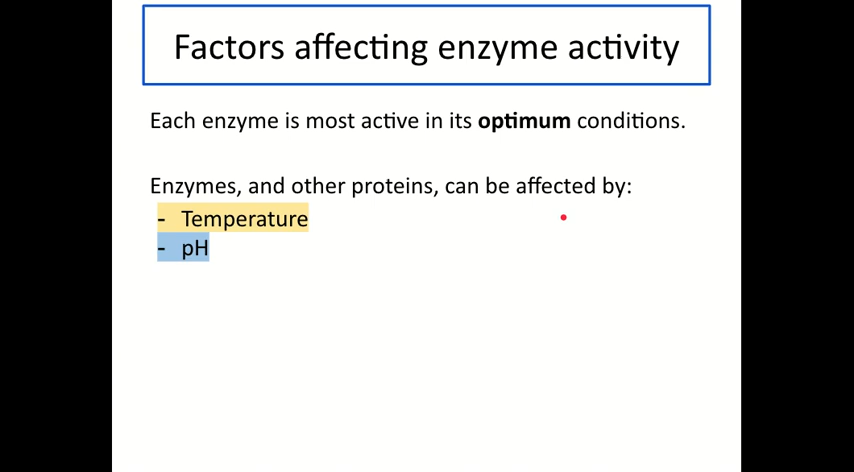 Factors affecting enzyme activity
Each enzyme is most active in its optimum conditions.
Enzymes, and other proteins, can be affected by:
- Temperature
- pH